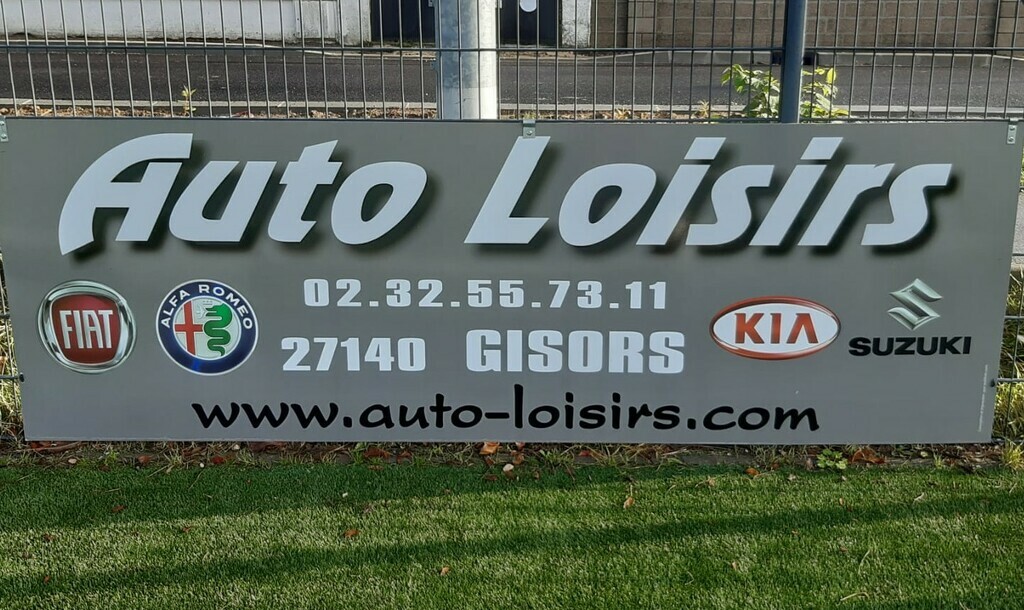 Auto Loisirs
FIAT
ALFA ROMEO
02.32.55.73.11
27140 GISORS
KIA
SUZUKI
www.auto-loisirs.com